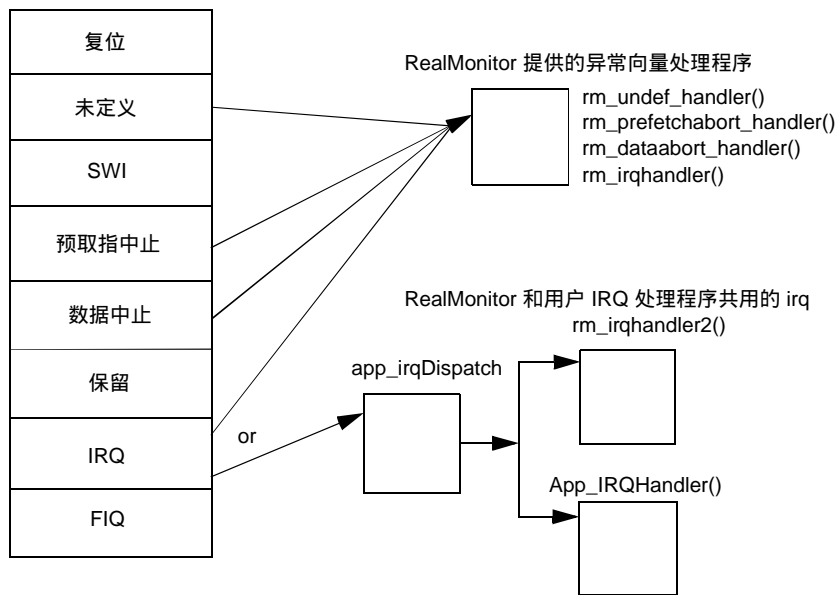 复位
未定义
SWI
预取指中止
数据中止
保留
IRQ
FIQ
RealMonitor 提供的异常向量处理程序
rm_undef_handler()
rm_prefetchabort_handler()
rm_dataabort_handler()
rm_irqhandler()
RealMonitor 和用户 IRQ 处理程序共用的 irq
rm_irqhandler2()
app_irqDispatch
or
App_IRQHandler()